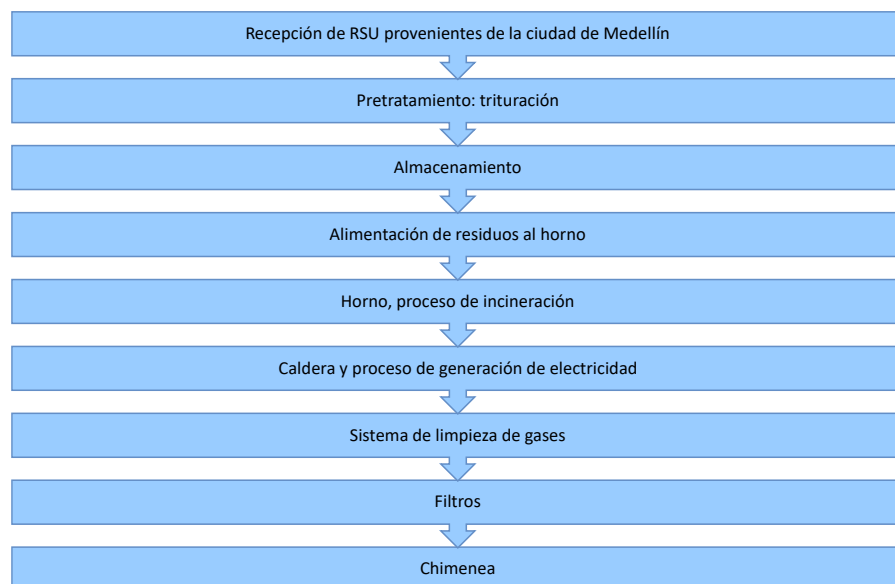 Recepción de RSU provenientes de la ciudad de Medellín
Pretratamiento: trituración
Almacenamiento
Alimentación de residuos al horno
Horno, proceso de incineración
Caldera y proceso de generación de electricidad
Sistema de limpieza de gases
Filtros
Chimenea